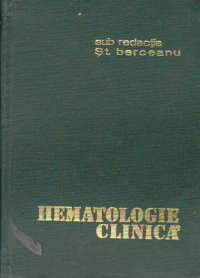 sub redacția
Șt. berceanu
HEMATOLOGIE
CLINICĂ